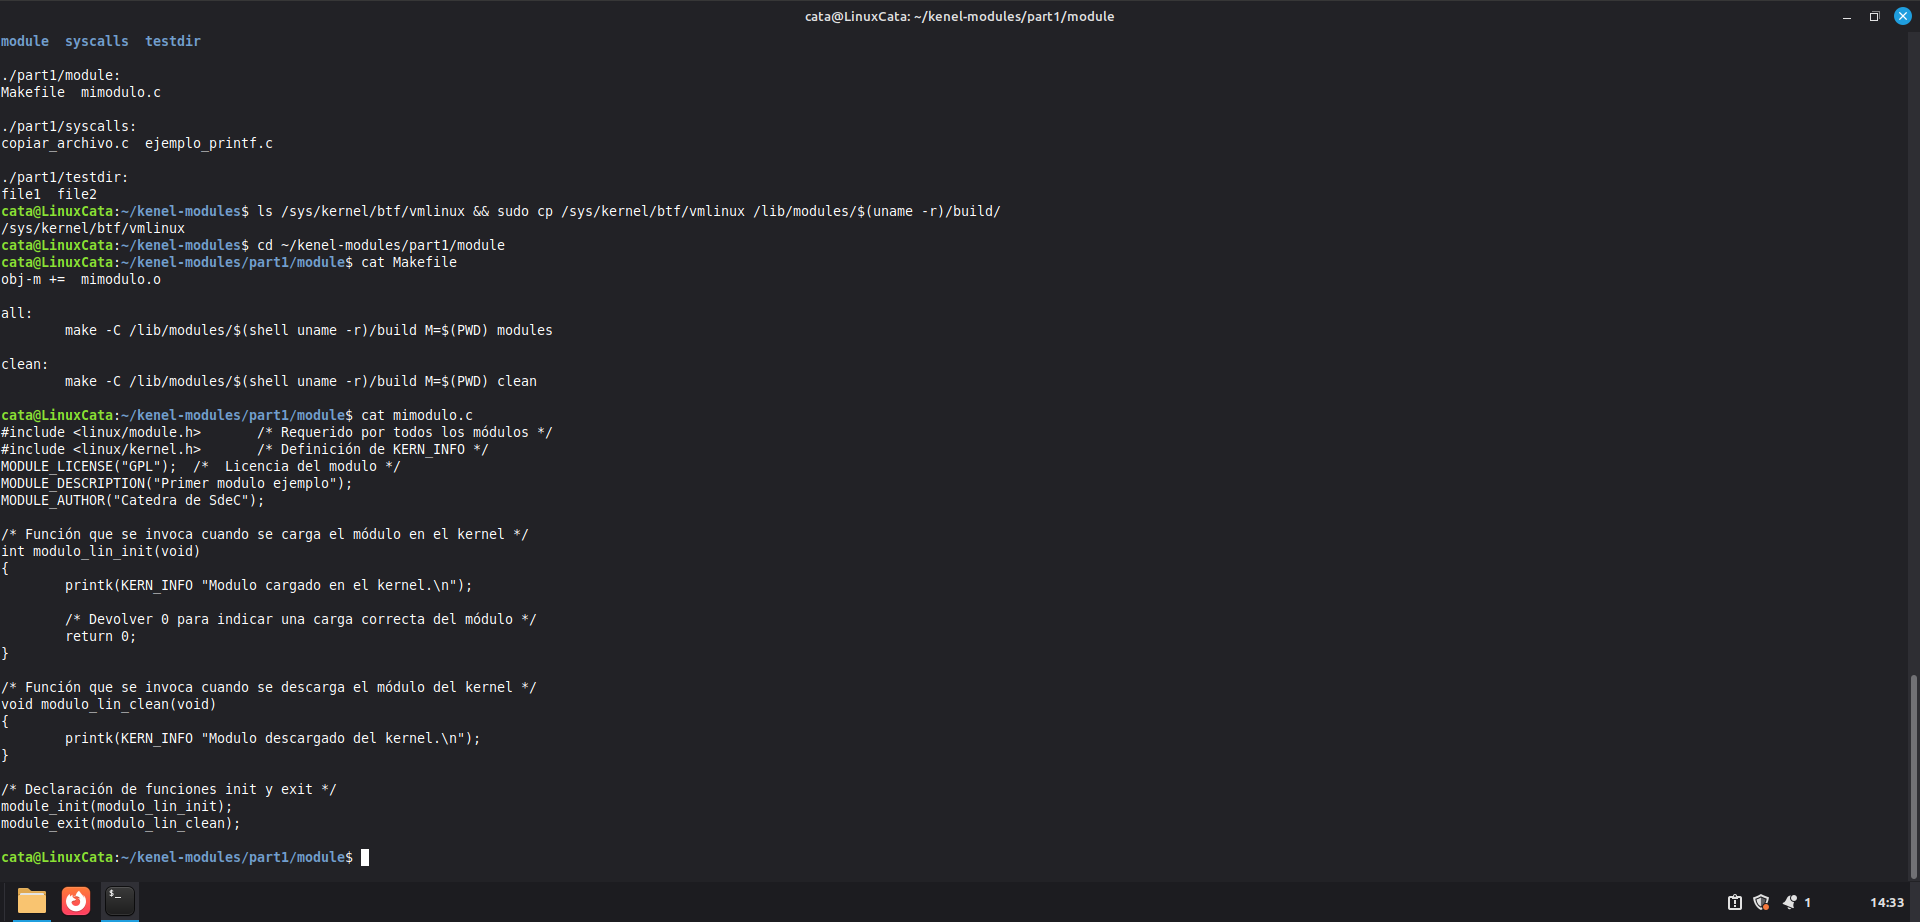 cata@LinuxCata: ~/kenel-modules/part1/module
module  syscalls  testdir
./part1/module:
Makefile  mimodulo.c
./part1/syscalls:
copiar_archivo.c  ejemplo_printf.c
./part1/testdir:
file1  file2
cata@LinuxCata:~/kenel-modules$ ls /sys/kernel/btf/vmlinux && sudo cp /sys/kernel/btf/vmlinux /lib/modules/$(uname -r)/build/
/sys/kernel/btf/vmlinux
cata@LinuxCata:~/kenel-modules$ cd ~/kenel-modules/part1/module
cata@LinuxCata:~/kenel-modules/part1/module$ cat Makefile
obj-m +=  mimodulo.o
all:
        make -C /lib/modules/$(shell uname -r)/build M=$(PWD) modules
clean:
        make -C /lib/modules/$(shell uname -r)/build M=$(PWD) clean
cata@LinuxCata:~/kenel-modules/part1/module$ cat mimodulo.c
#include <linux/module.h>       /* Requerido por todos los módulos */
#include <linux/kernel.h>       /* Definición de KERN_INFO */
MODULE_LICENSE("GPL");  /*  Licencia del modulo */
MODULE_DESCRIPTION("Primer modulo ejemplo");
MODULE_AUTHOR("Catedra de SdeC");
/* Función que se invoca cuando se carga el módulo en el kernel */
int modulo_lin_init(void)
{
        printk(KERN_INFO "Modulo cargado en el kernel.\n");
        /* Devolver 0 para indicar una carga correcta del módulo */
        return 0;
}
/* Función que se invoca cuando se descarga el módulo del kernel */
void modulo_lin_clean(void)
{
        printk(KERN_INFO "Modulo descargado del kernel.\n");
}
/* Declaración de funciones init y exit */
module_init(modulo_lin_init);
module_exit(modulo_lin_clean);
cata@LinuxCata:~/kenel-modules/part1/module$
$_
1
14:33